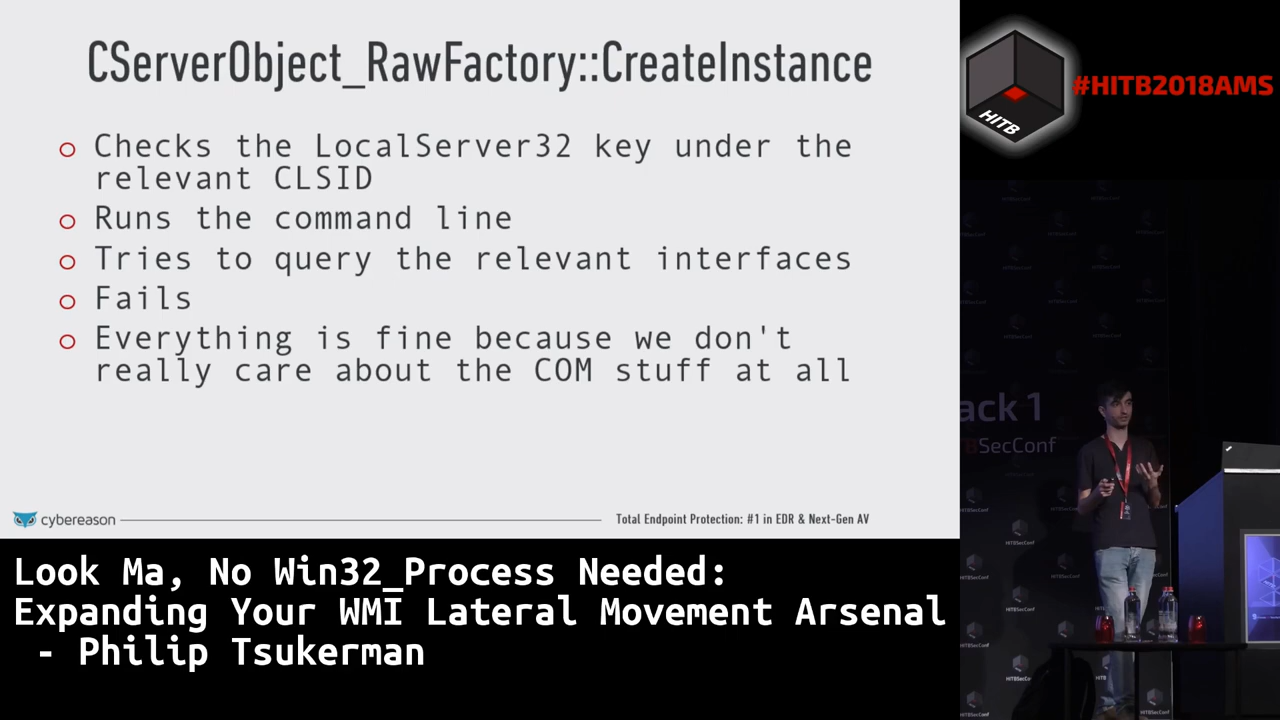 CServerObject_RawFactory::CreateInstance
o Checks the LocalServer32 key under the
relevant CLSID
o Runs the command line
o Tries to query the relevant interfaces
o Fails
o Everything is fine because we don't
really care about the COM stuff at all
cybereason
Total Endpoint Protection: #1 in EDR & Next-Gen AV
Look Ma, No Win32_Process Needed:
Expanding Your WMI Lateral Movement Arsenal
- Philip Tsukerman
HITB
#HITB2018AMS
ack 1
BSecConf